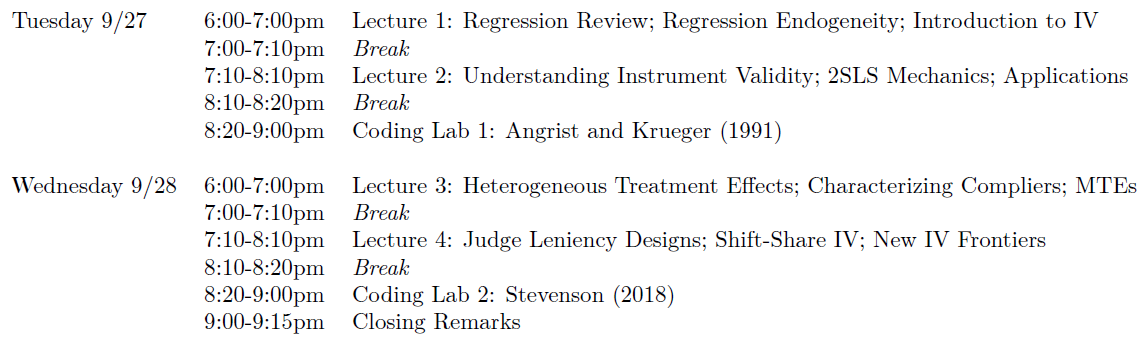 Tuesday 9/27 6:00-7:00pm Lecture 1: Regression Review; Regression Endogeneity; Introduction to IV
7:00-7:10pm Break
7:10-8:10pm Lecture 2: Understanding Instrument Validity; 2SLS Mechanics; Applications
8:10-8:20pm Break
8:20-9:00pm Coding Lab 1: Angrist and Krueger (1991)
Wednesday 9/28 6:00-7:00pm Lecture 3: Heterogeneous Treatment Effects; Characterizing Compliers; MTEs
7:00-7:10pm Break
7:10-8:10pm Lecture 4: Judge Leniency Designs; Shift-Share IV; New IV Frontiers
8:10-8:20pm Break
8:20-9:00pm Coding Lab 2: Stevenson (2018)
9:00-9:15pm Closing Remarks